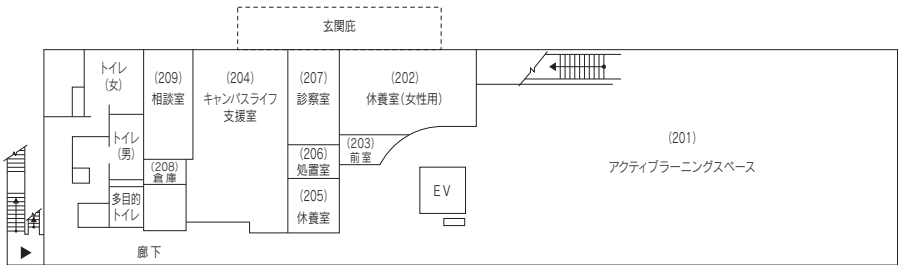 玄関庇
トイレ
(女)
(209)
相談室
(204)
キャンパスライフ
支援室
(207)
診察室
(202)
休養室(女性用)
(203)
前室
(201)
アクティブラーニングスペース
トイレ
(男)
(208)
倉庫
(206)
処置室
多目的
トイレ
(205)
休養室
EV
廊下